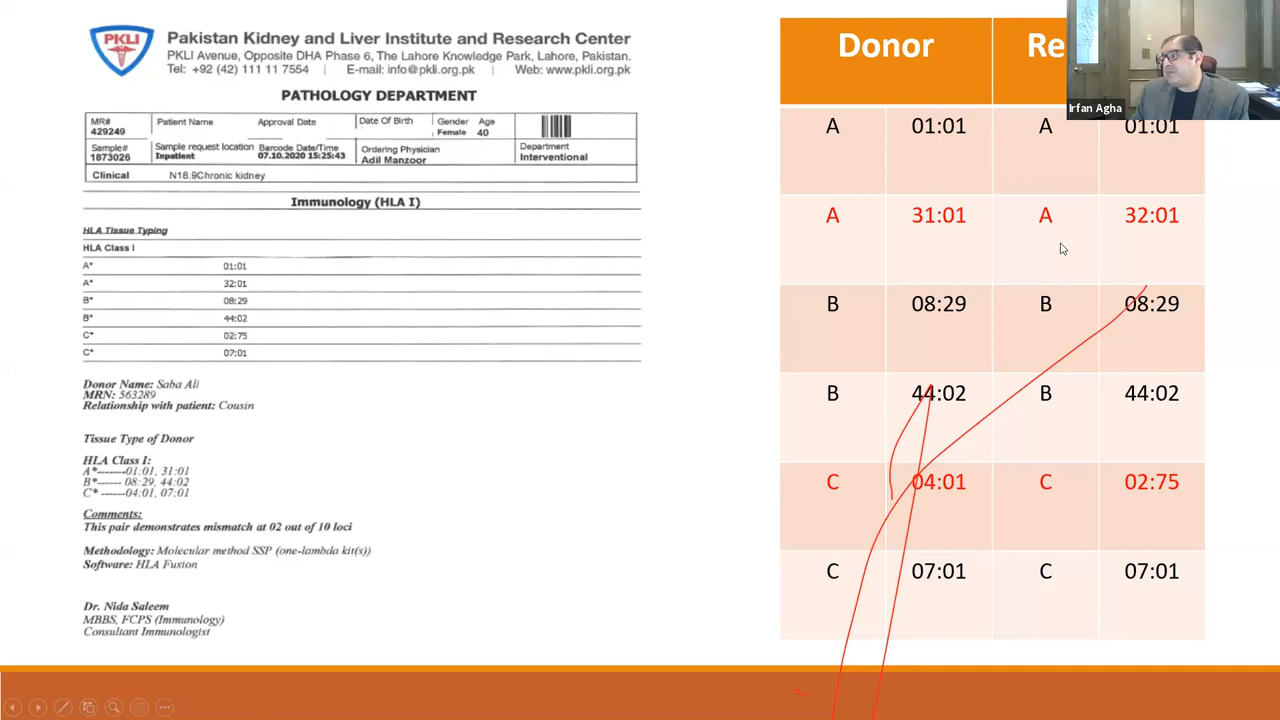 PKLI
Pakistan Kidney and Liver Institute and Research Center
PKLI Avenue, Opposite DHA Phase 6, The Lahore Knowledge Park, Lahore, Pakistan.
Tel: +92 (42) 111 11 7554 | E-mail: info@pkli.org.pk | Web: www.pkli.org.pk
PATHOLOGY DEPARTMENT
MR# Patient Name Approval Date Date Of Birth Gender Age
429249 Female 40
Sample# Sample request location Barcode Date/Time Ordering Physician Department
1873026 Inpatient 07.10.2020 15:25:43 Adil Manzoor Interventional
Clinical N18.9Chronic kidney
Immunology (HLA I)
HLA Tissue Typing
HLA Class I
A* 01:01
A* 32:01
B* 08:29
B* 44:02
C* 02:75
C* 07:01
Donor Name: Saba Ali
MRN: 563289
Relationship with patient: Cousin
Tissue Type of Donor
HLA Class I:
A*-------01:01, 31:01
B*------ 08:29, 44:02
C* ------04:01, 07:01
Comments:
This pair demonstrates mismatch at 02 out of 10 loci
Methodology: Molecular method SSP (one-lambda kit(s))
Software: HLA Fusion
Dr. Nida Saleem
MBBS, FCPS (Immunology)
Consultant Immunologist
Donor Re
Irfan Agha
A 01:01 A 01:01
A 31:01 A 32:01
B 08:29 B 08:29
B 44:02 B 44:02
C 04:01 C 02:75
C 07:01 C 07:01